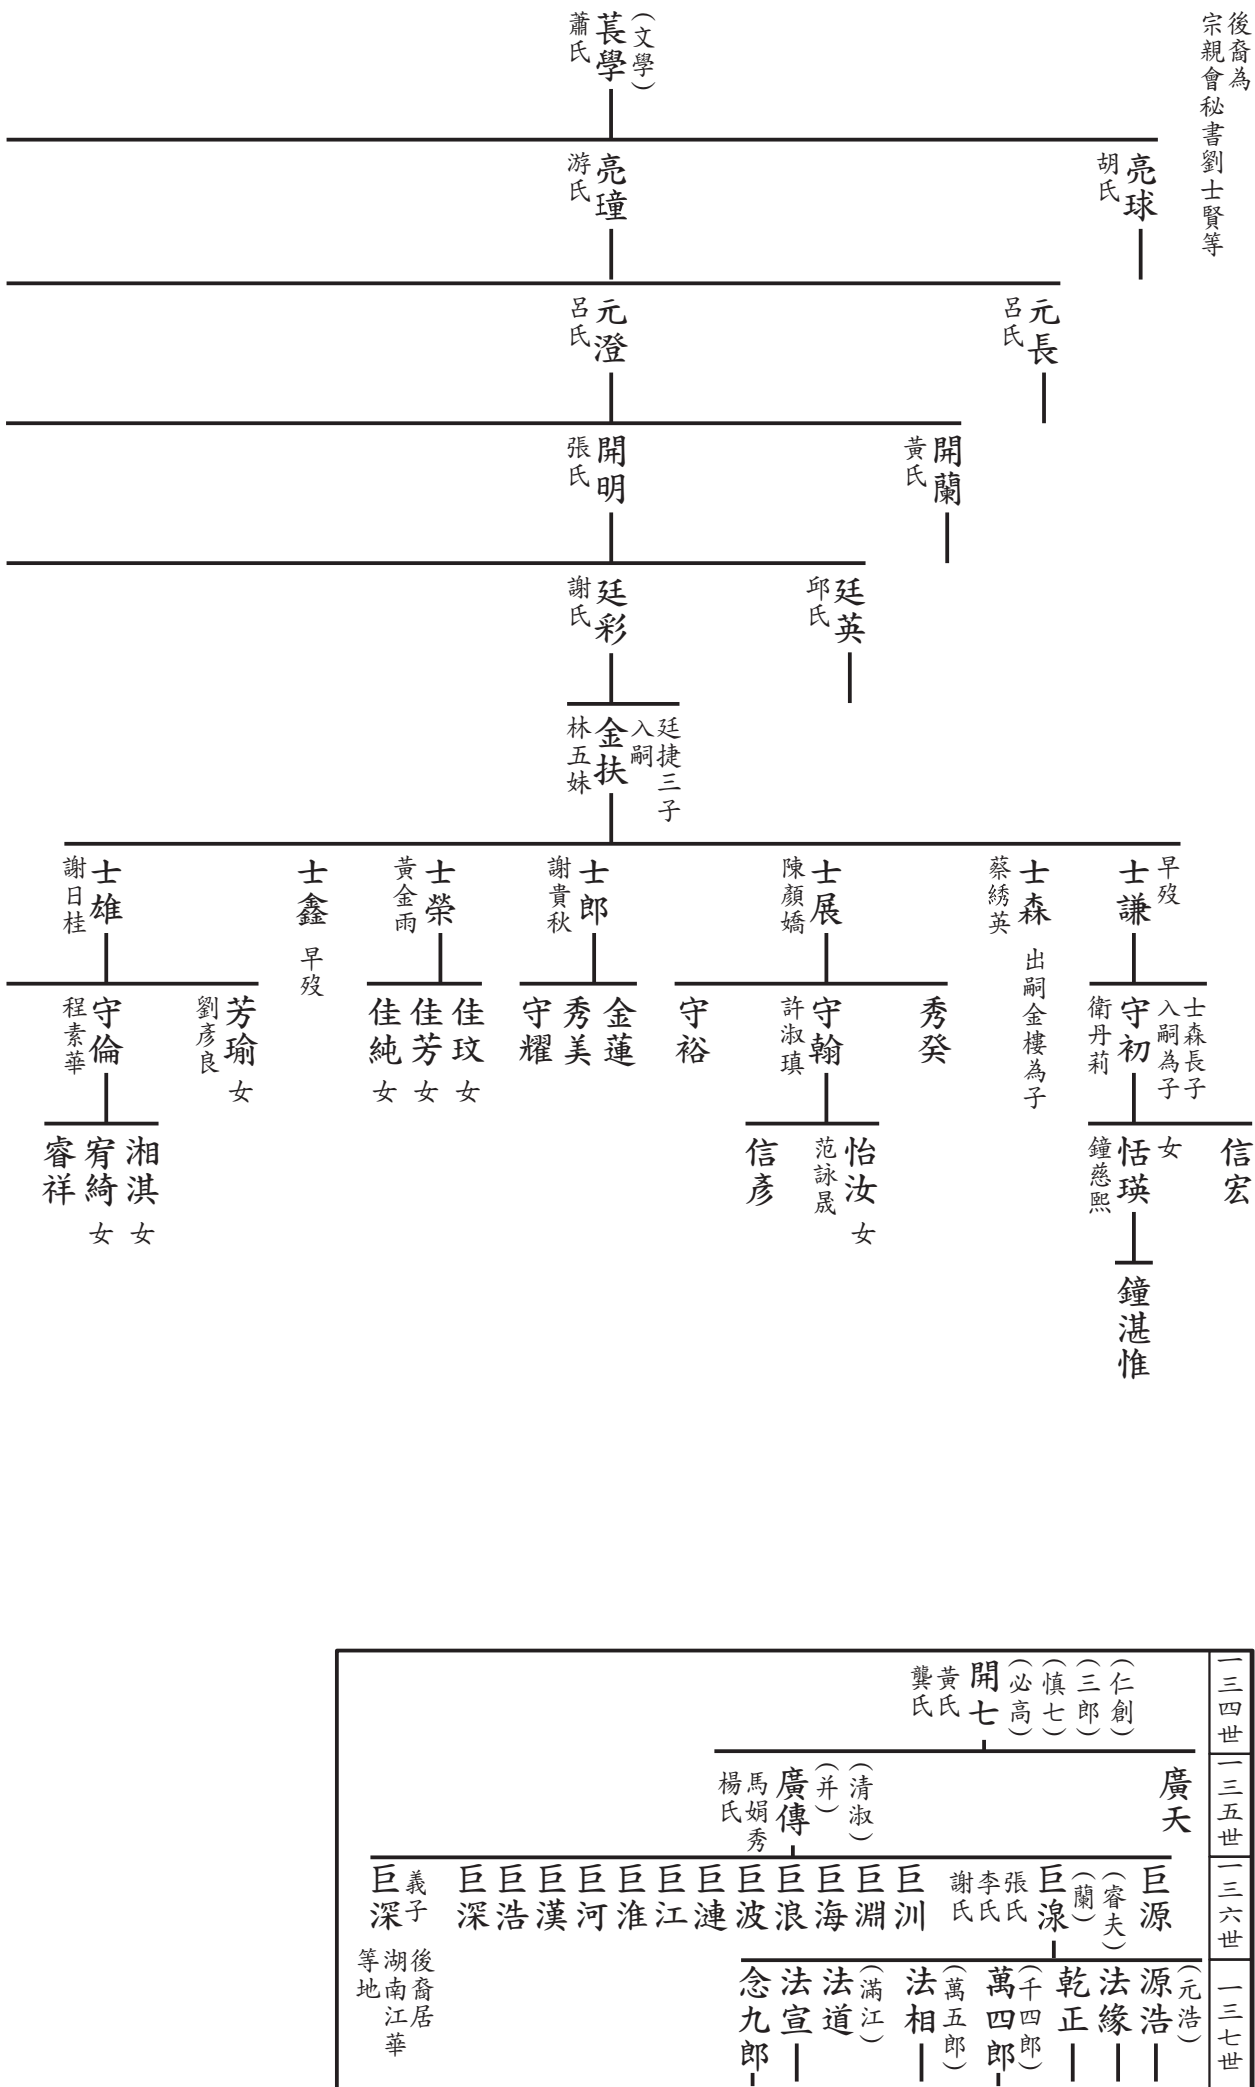 後裔為
宗親會秘書劉士賢等
(文學)
萇學
蕭氏
亮球
胡氏
亮瓊
游氏
元長
呂氏
元澄
呂氏
開蘭
黃氏
開明
張氏
廷英
邱氏
廷彩
謝氏
廷捷三子
入嗣
金扶
林五妹
早歿
士謙
士森 出嗣金樓為子
蔡綉英
士展
陳顏嬌
士郎
謝貴秋
士榮
黃金雨
士鑫 早歿
士雄
謝日桂
士森長子
入嗣為子
守初
衛丹莉
秀癸
守翰
許淑瑱
守裕
金蓮
秀美
守耀
佳玟 女
佳芳 女
佳純 女
芳瑜 女
劉彥良
守倫
程素華
信宏
女
恬瑛
鐘慈熙
怡汝 女
范詠晟
信彥
湘淇 女
宥綺 女
睿祥
鐘湛惟
一三四世
(仁創)
(三郎)
(慎七)
(必高)
開七
黃氏
龔氏
一三五世
廣天
(清淑)
(并)
廣傳
馬娟秀
楊氏
一三六世
巨源
(睿夫)
(蘭)
巨湶
張氏
李氏
謝氏
巨汌
巨淵
巨海
巨浪
巨波
巨漣
巨江
巨淮
巨河
巨漢
巨浩
巨深
義子
巨深
後裔居
湖南江華
等地
一三七世
(元浩)
源浩
法緣
乾正
(千四郎)
萬四郎
(萬五郎)
法相
(滿江)
法道
法宣
念九郎